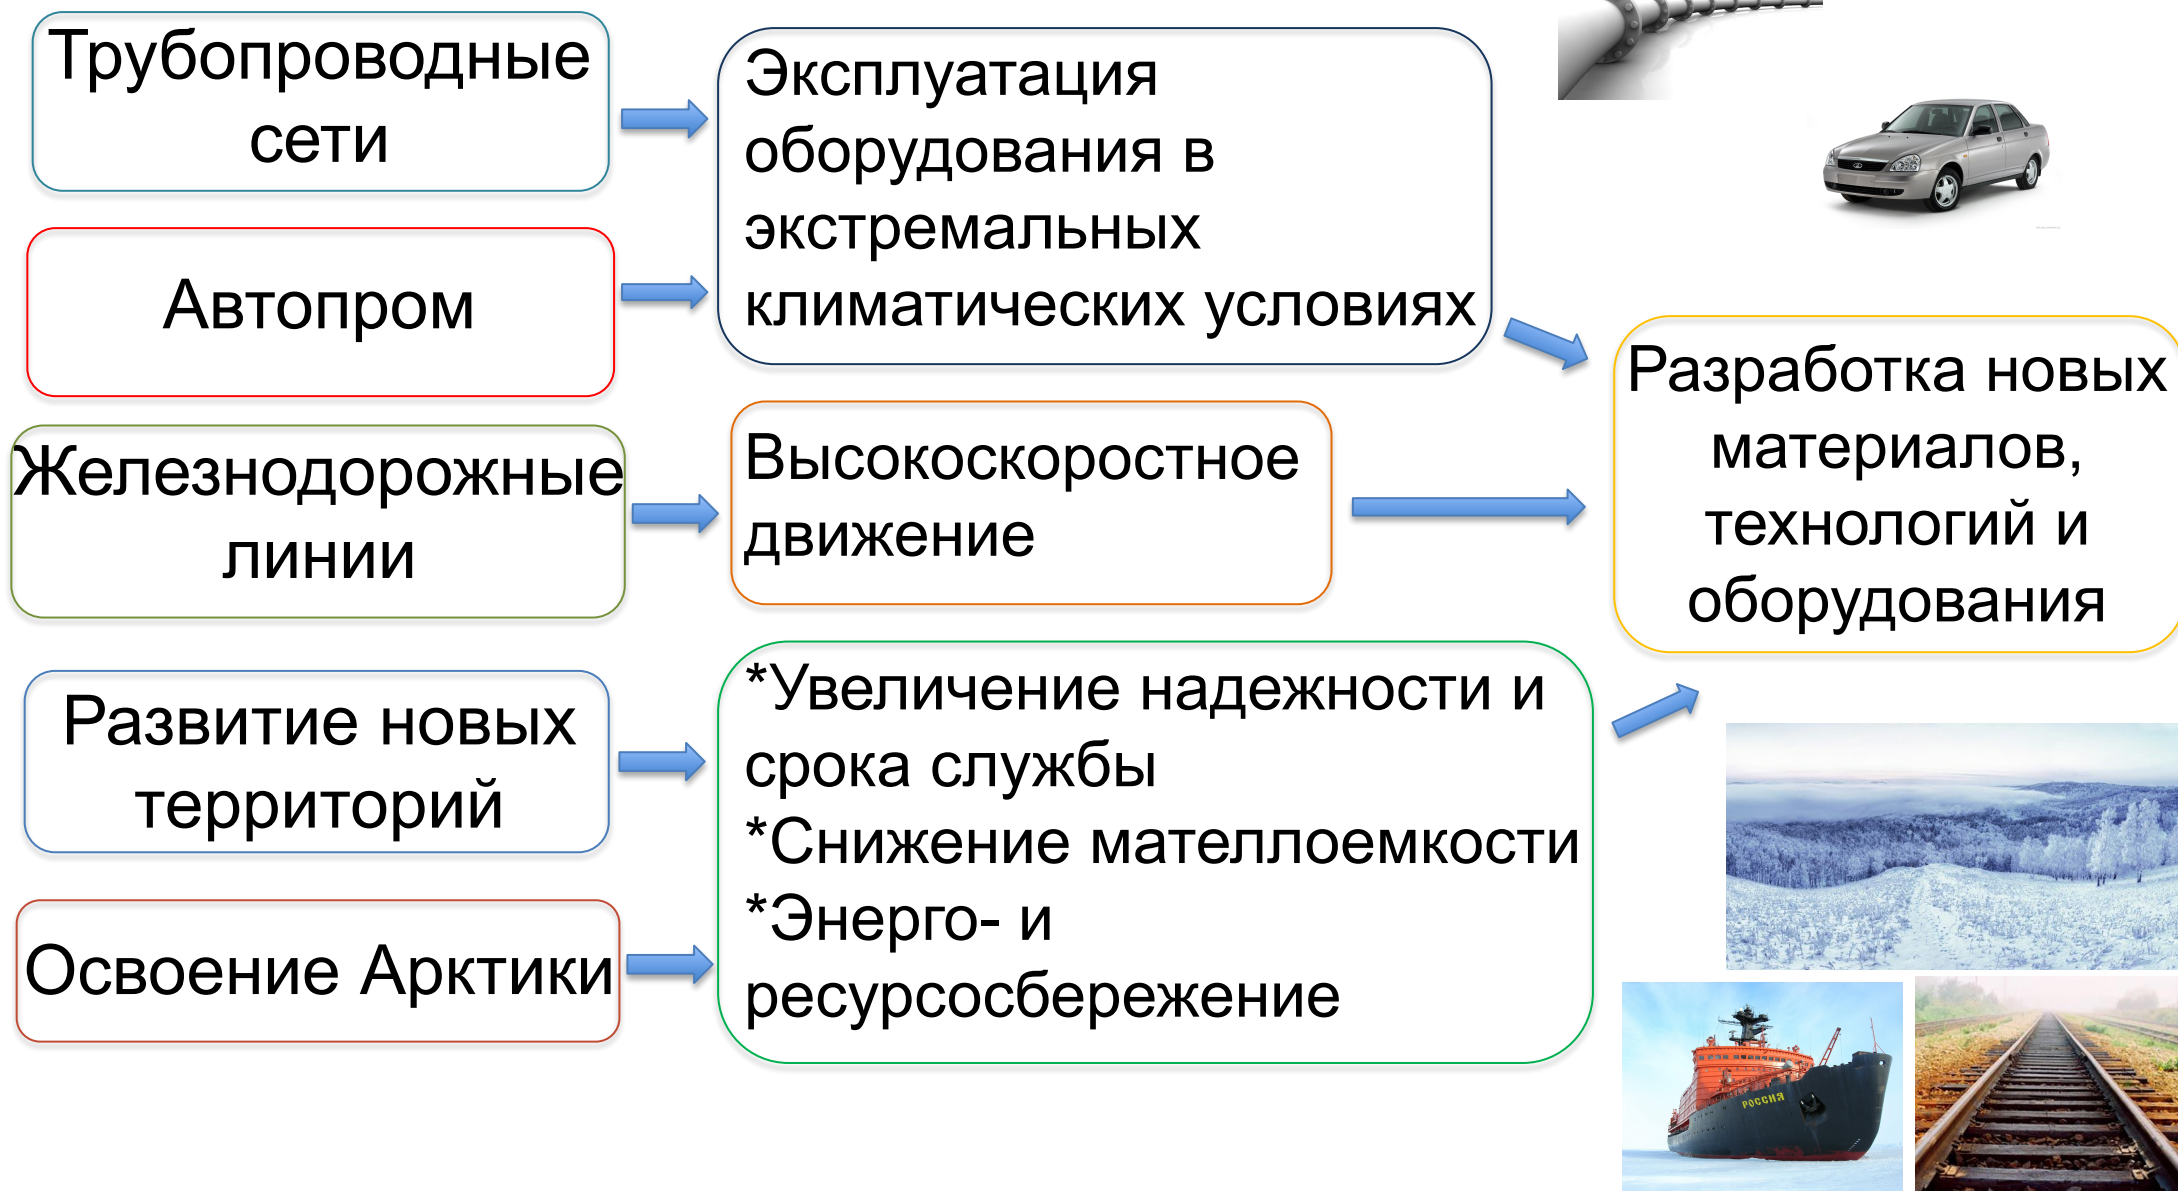 Трубопроводные
сети
Автопром
Железнодорожные
линии
Развитие новых
территорий
Освоение Арктики
Эксплуатация
оборудования в
экстремальных
климатических условиях
Высокоскоростное
движение
*Увеличение надежности и
срока службы
*Снижение мателлоемкости
*Энерго- и
ресурсосбережение
Разработка новых
материалов,
технологий и
оборудования
РОССИЯ